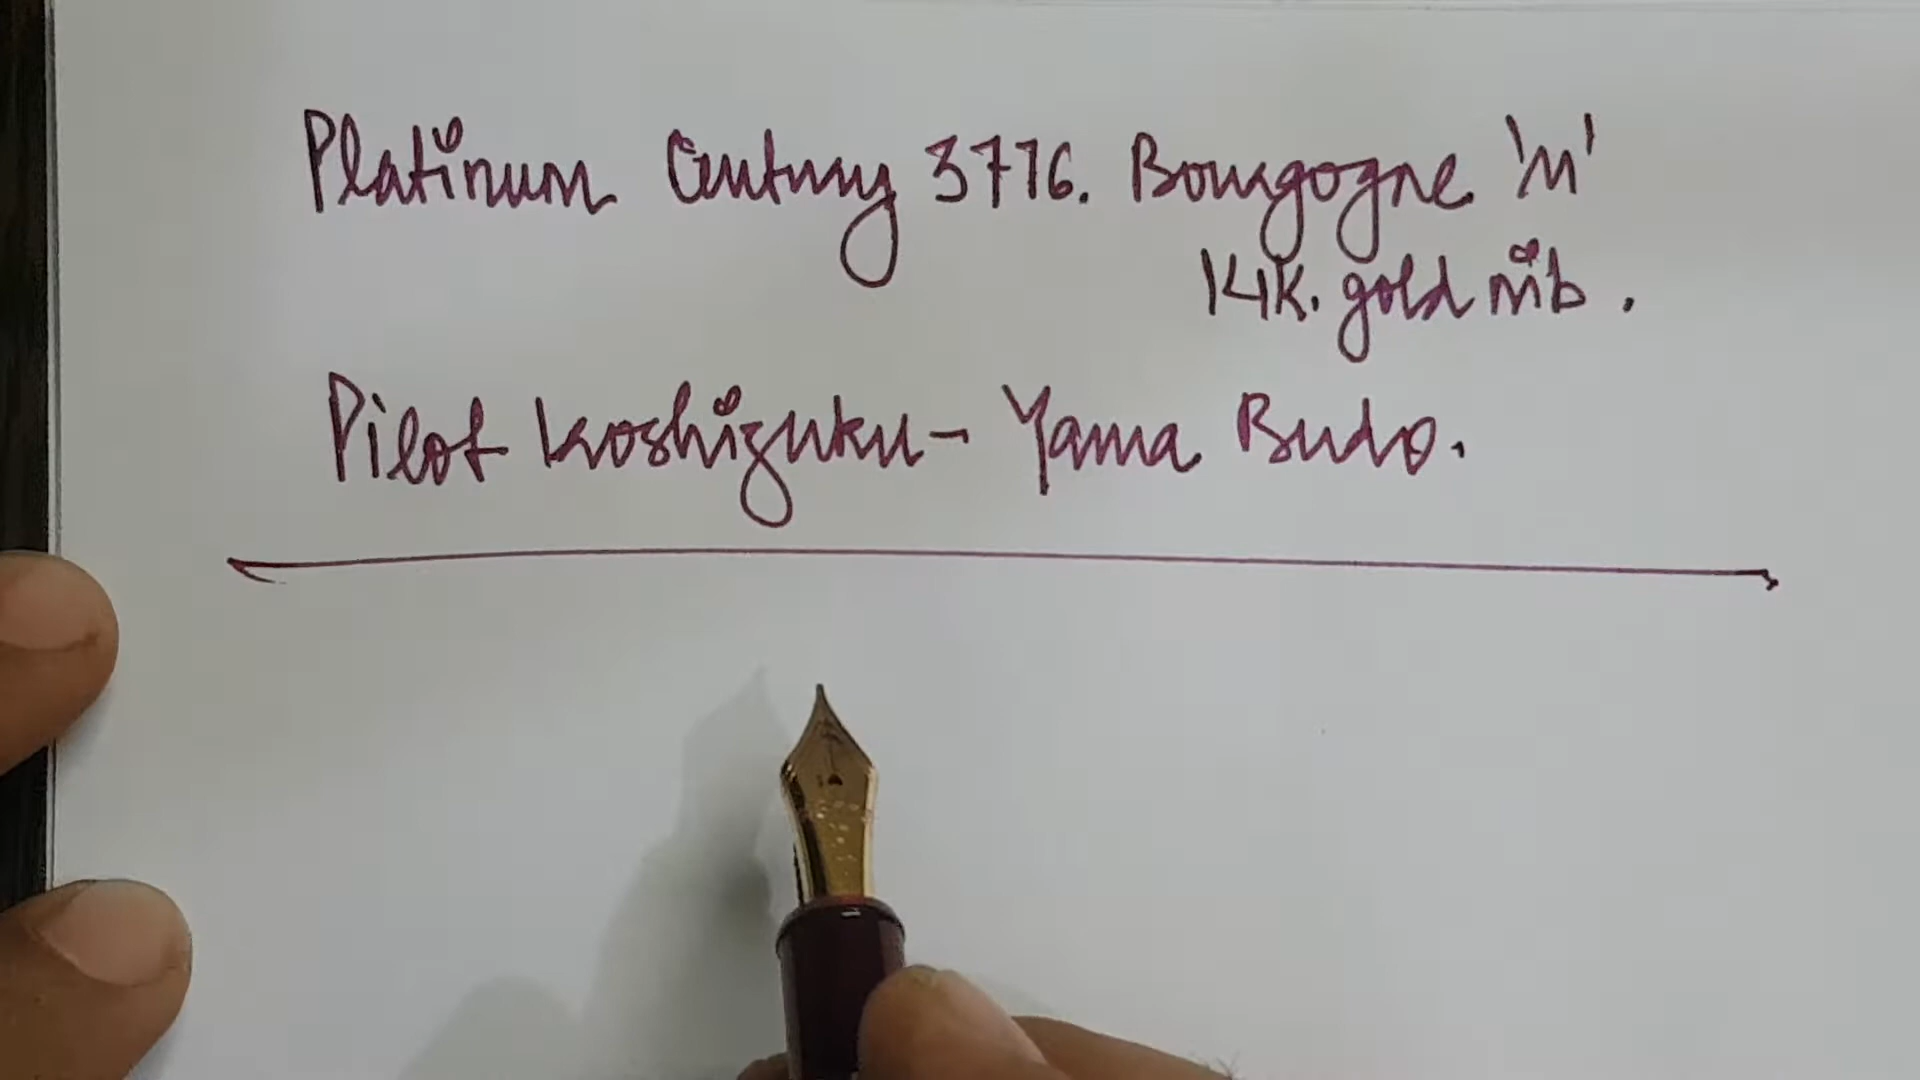 Platinum Century 3776. Bourgogne 'M'
14K. gold nib.
Pilot Iroshizuku - Yama Budo.